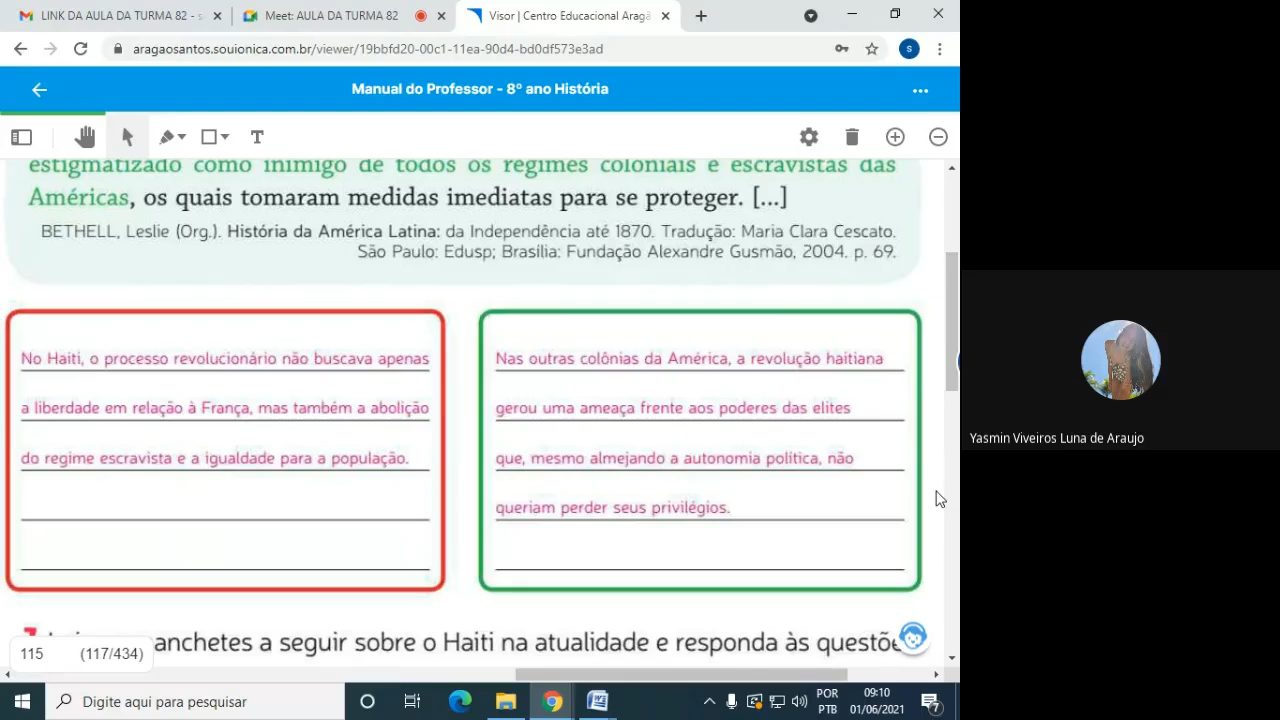 LINK DA AULA DA TURMA 82 - s
Meet: AULA DA TURMA 82
Visor | Centro Educacional Aragã
aragaosantos.souionica.com.br/viewer/19bbfd20-00c1-11ea-90d4-bd0df573e3ad
s
Manual do Professor - 8º ano História
T
estigmatizado como inimigo de todos os regimes coloniais e escravistas das
Américas, os quais tomaram medidas imediatas para se proteger. [...]
BETHELL, Leslie (Org.). História da América Latina: da Independência até 1870. Tradução: Maria Clara Cescato.
São Paulo: Edusp; Brasília: Fundação Alexandre Gusmão, 2004. p. 69.
No Haiti, o processo revolucionário não buscava apenas
a liberdade em relação à França, mas também a abolição
do regime escravista e a igualdade para a população.
Nas outras colônias da América, a revolução haitiana
gerou uma ameaça frente aos poderes das elites
que, mesmo almejando a autonomia política, não
queriam perder seus privilégios.
anchetes a seguir sobre o Haiti na atualidade e responda às questõe
115 (117/434)
Yasmin Viveiros Luna de Araujo
Digite aqui para pesquisar
POR
PTB
09:10
01/06/2021
7